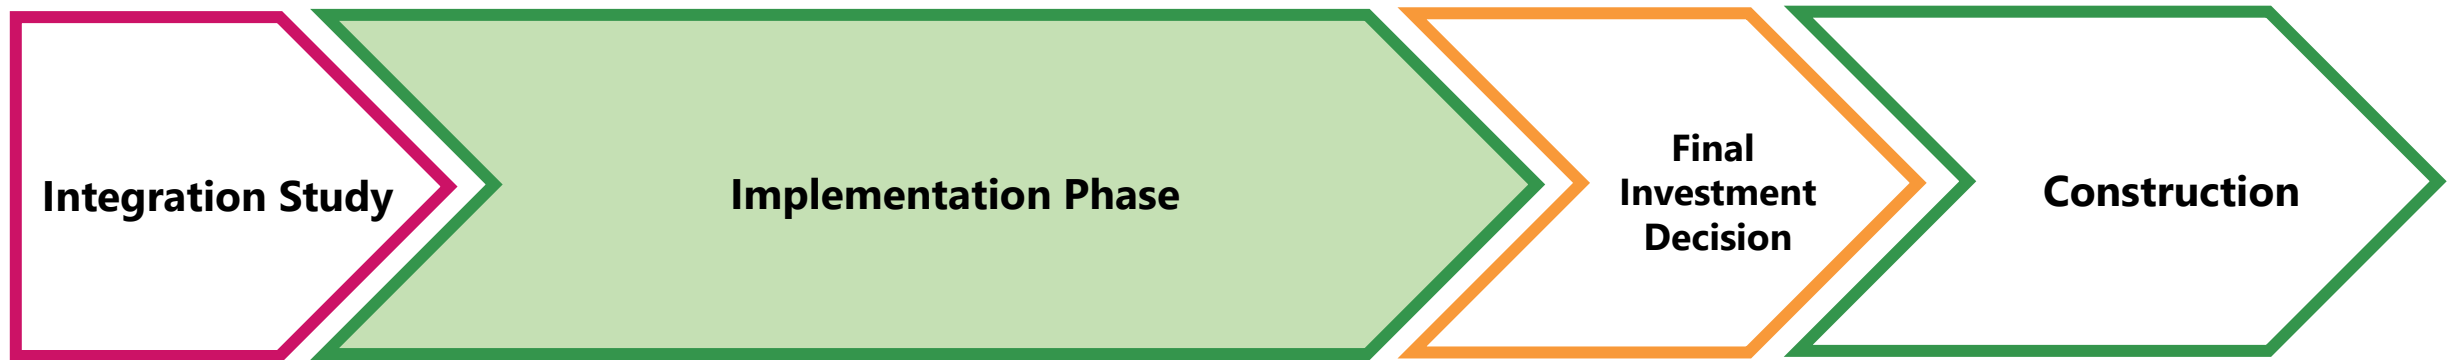 Integration Study
Implementation Phase
Final
Investment
Decision
Construction